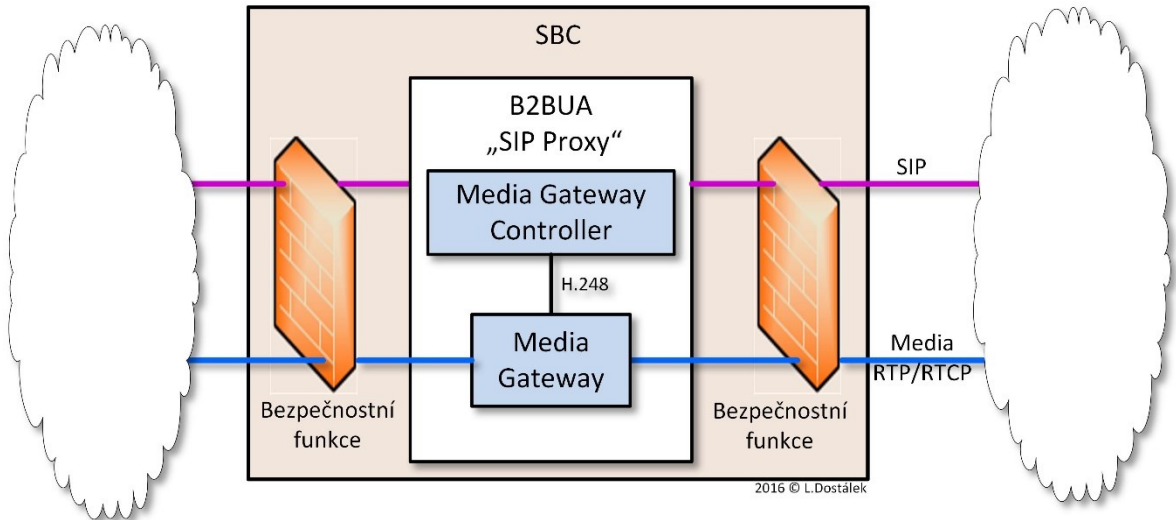 SBC
B2BUA
„SIP Proxy“
SIP
Media Gateway
Controller
H.248
Media
Gateway
Media
RTP/RTCP
Bezpečnostní
funkce
Bezpečnostní
funkce
2016 © L.Dostálek